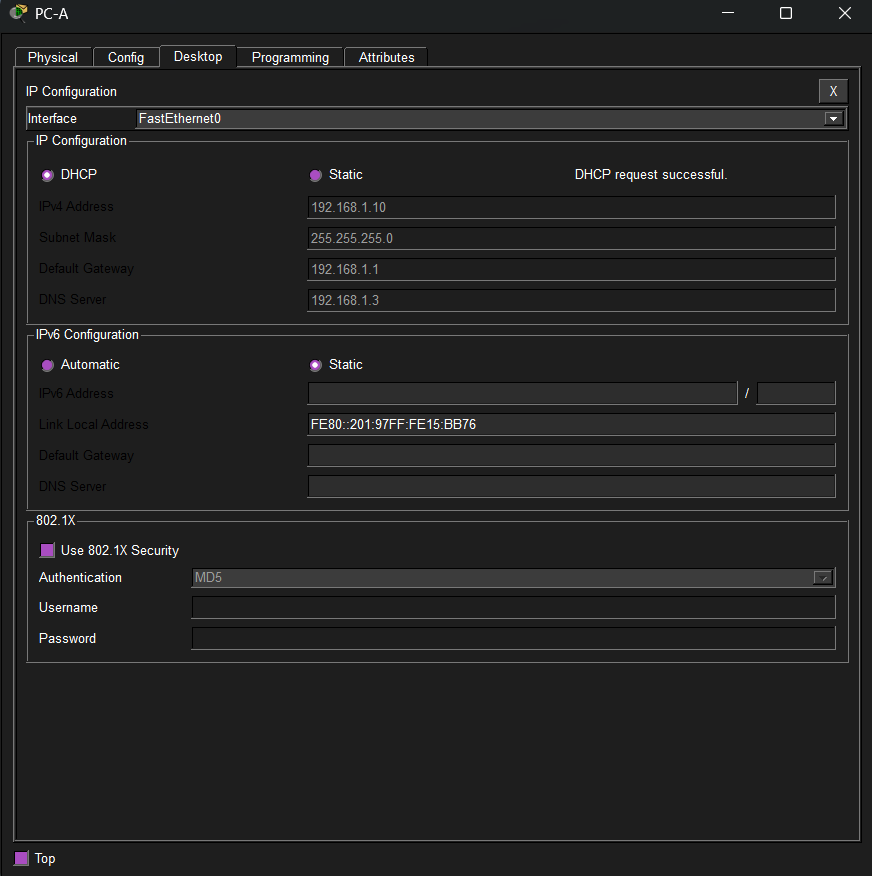 PC-A
Physical Config Desktop Programming Attributes
IP Configuration X
Interface FastEthernet0
IP Configuration
DHCP Static DHCP request successful.
IPv4 Address 192.168.1.10
Subnet Mask 255.255.255.0
Default Gateway 192.168.1.1
DNS Server 192.168.1.3
IPv6 Configuration
Automatic Static
IPv6 Address /
Link Local Address FE80::201:97FF:FE15:BB76
Default Gateway
DNS Server
802.1X
Use 802.1X Security
Authentication MD5
Username
Password
Top